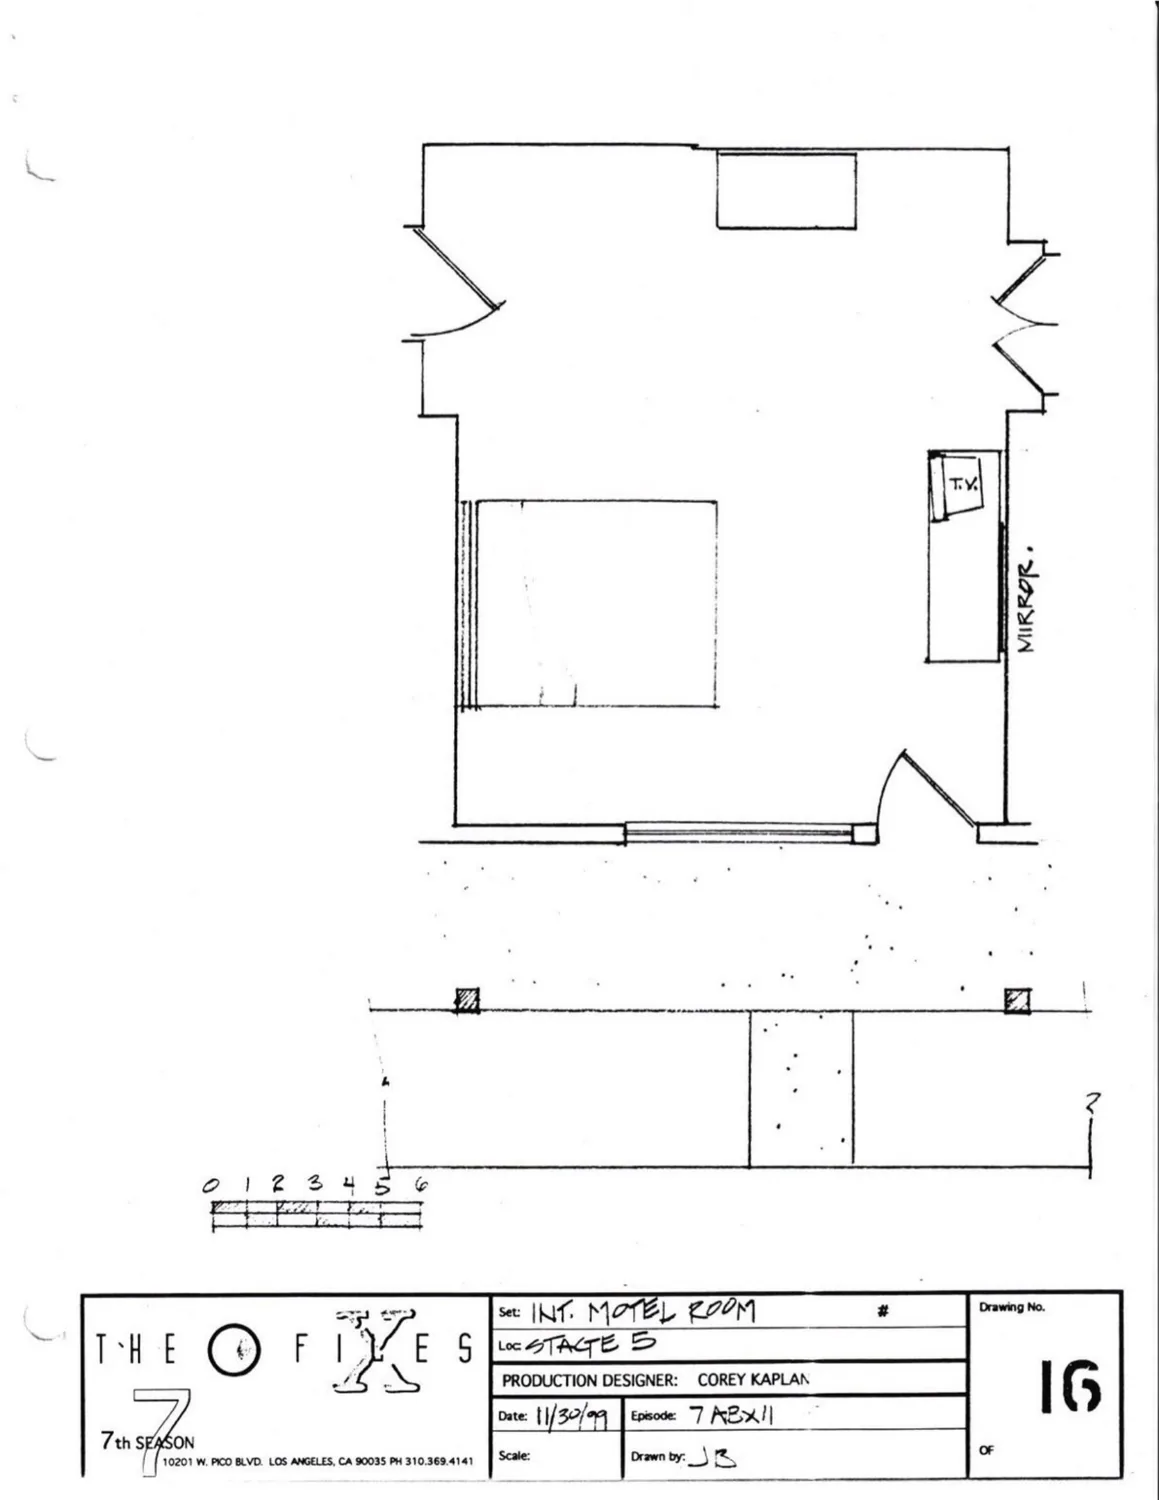 T.V.
MIRROR.
2
0 1 2 3 4 5 6
THE X FILES
7
7th SEASON
10201 W. PICO BLVD. LOS ANGELES, CA 90035 PH 310.369.4141
Set: INT. MOTEL ROOM #
Loc: STAGE 5
PRODUCTION DESIGNER: COREY KAPLAN
Date: 11/30/99 Episode: 7ABX11
Scale: Drawn by: JB
Drawing No.
16
OF